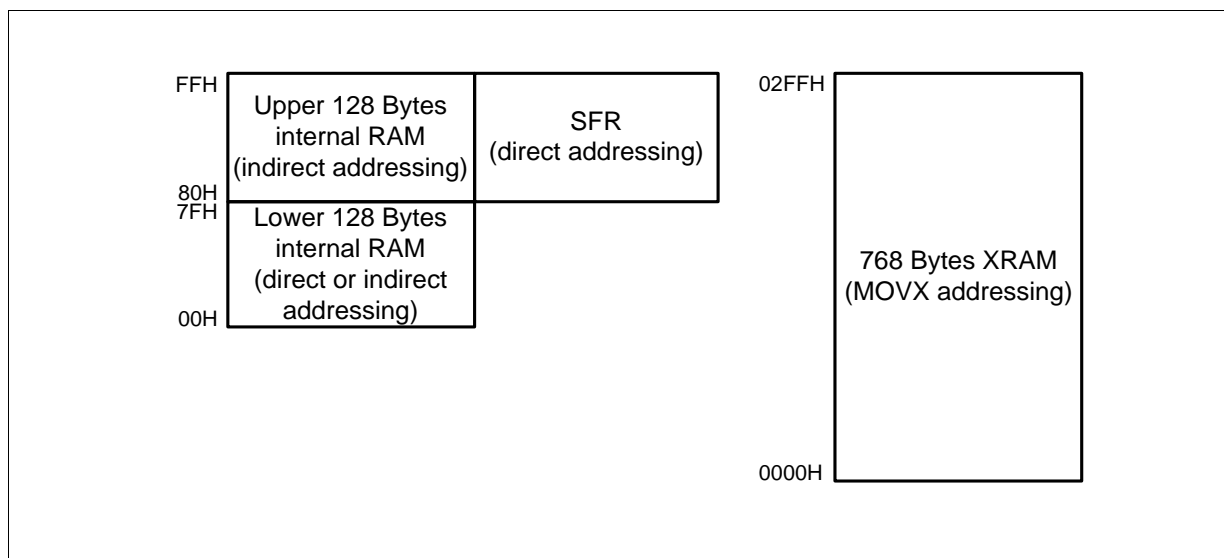 FFH
Upper 128 Bytes
internal RAM
(indirect addressing)
SFR
(direct addressing)
80H
7FH
Lower 128 Bytes
internal RAM
(direct or indirect
addressing)
00H
02FFH
768 Bytes XRAM
(MOVX addressing)
0000H